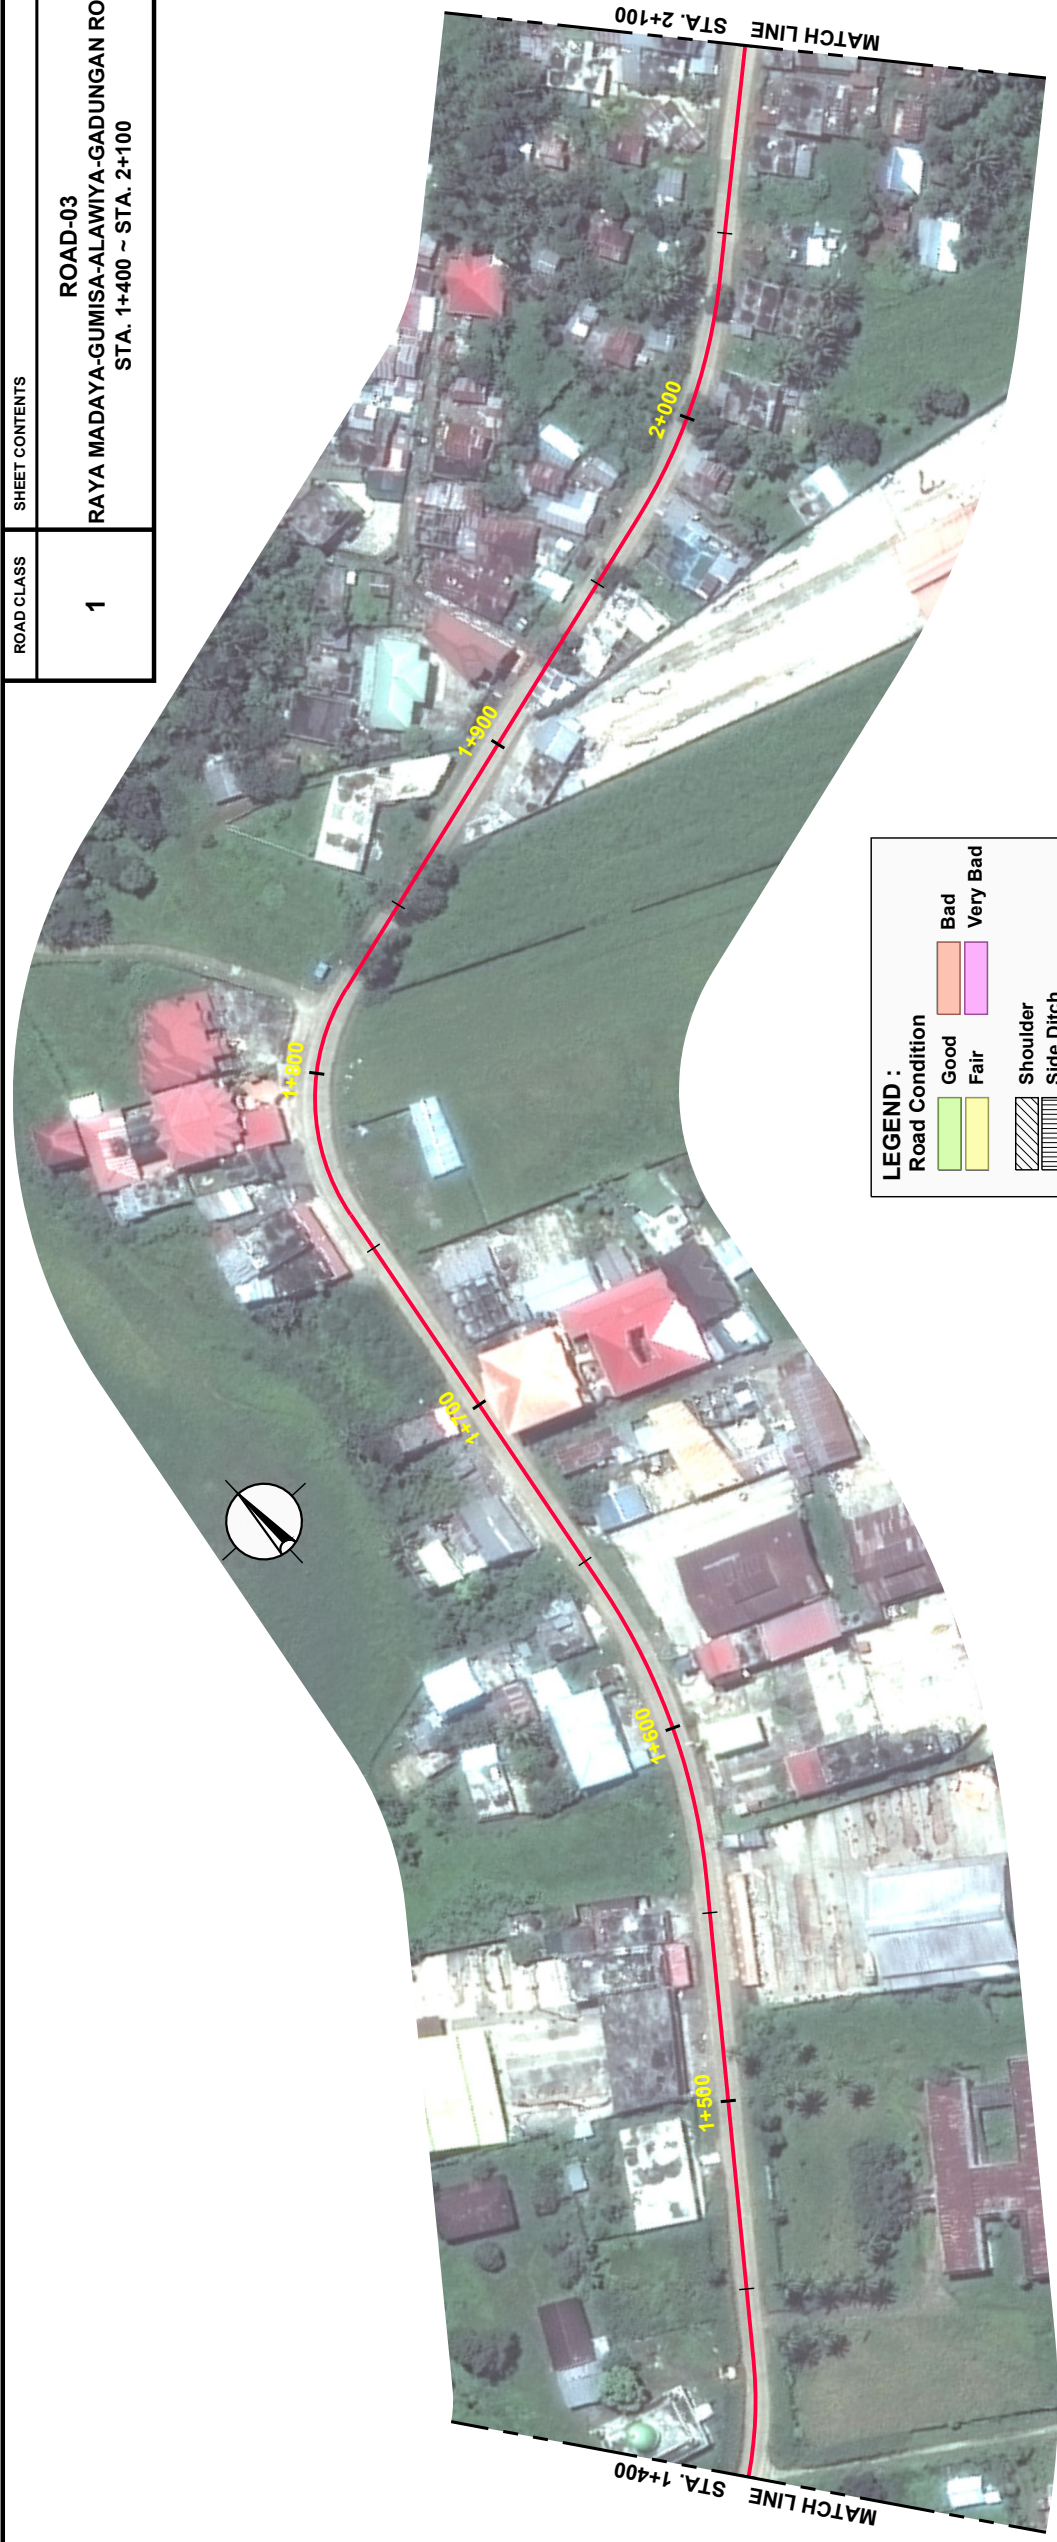 ROAD CLASS
SHEET CONTENTS
1
ROAD-03
RAYA MADAYA-GUMISA-ALAWIYA-GADUNGAN
STA. 1+400 ~ STA. 2+100
MATCH LINE STA. 1+400
1+500
1+600
1+700
1+800
1+900
2+000
MATCH LINE STA. 2+100
LEGEND :
Road Condition
Good
Bad
Fair
Very Bad
Shoulder
Side Ditch